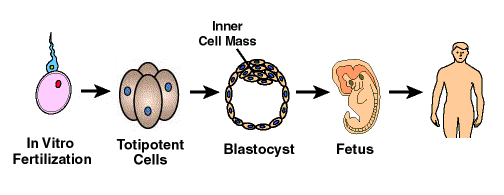 Inner
Cell Mass
In Vitro
Fertilization
Totipotent
Cells
Blastocyst
Fetus